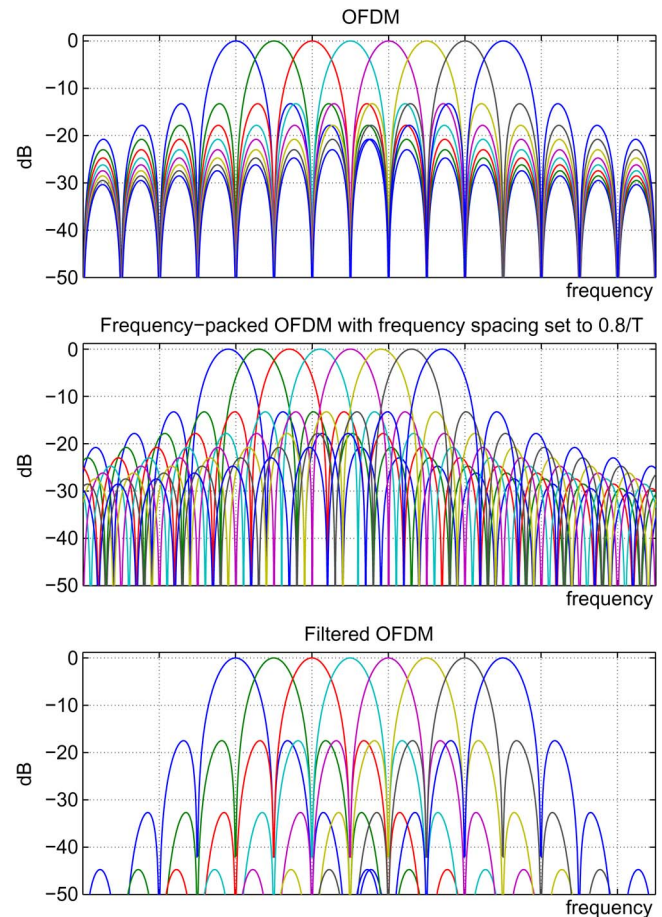 OFDM
0
−10
−20
−30
−40
−50
dB
frequency
Frequency−packed OFDM with frequency spacing set to 0.8/T
0
−10
−20
−30
−40
−50
dB
frequency
Filtered OFDM
0
−10
−20
−30
−40
−50
dB
frequency